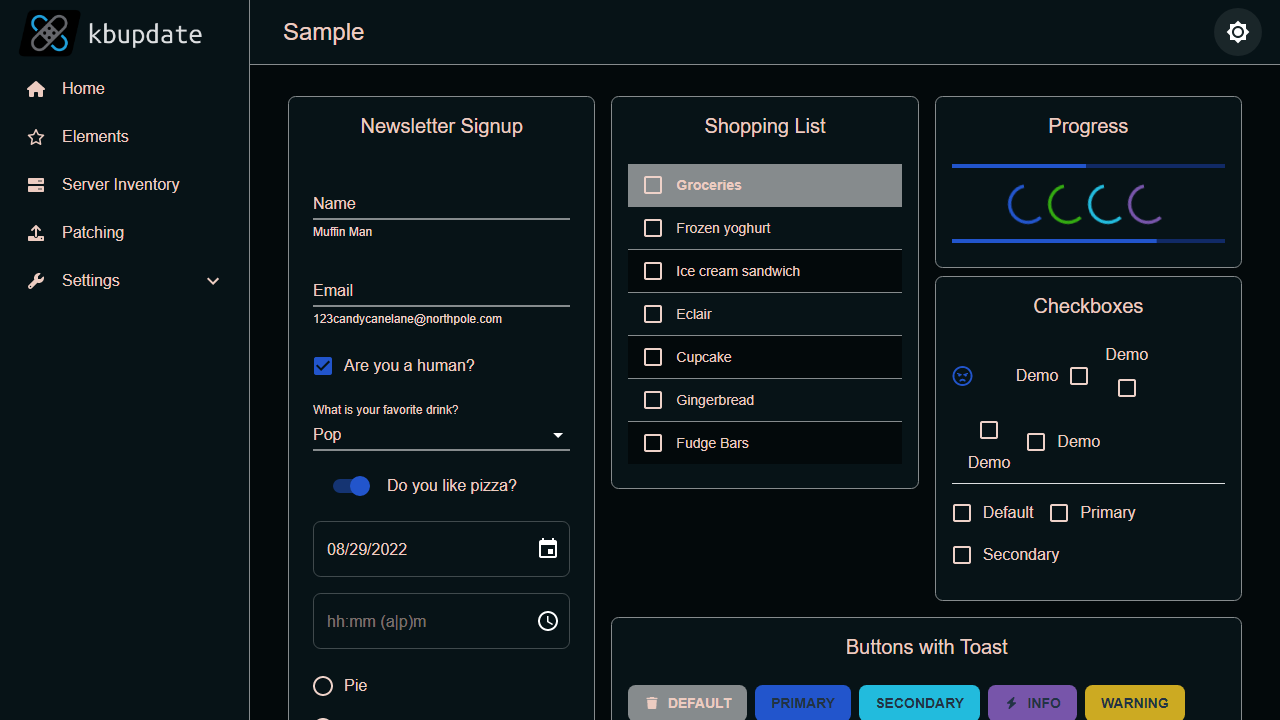 kbupdate
Home
Elements
Server Inventory
Patching
Settings
Sample
Newsletter Signup
Name
Muffin Man
Email
123candycanelane@northpole.com
Are you a human?
What is your favorite drink?
Pop
Do you like pizza?
08/29/2022
hh:mm (a|p)m
Pie
Shopping List
Groceries
Frozen yoghurt
Ice cream sandwich
Eclair
Cupcake
Gingerbread
Fudge Bars
Progress
Checkboxes
Demo
Demo
Demo
Demo
Default
Primary
Secondary
Buttons with Toast
DEFAULT
PRIMARY
SECONDARY
INFO
WARNING